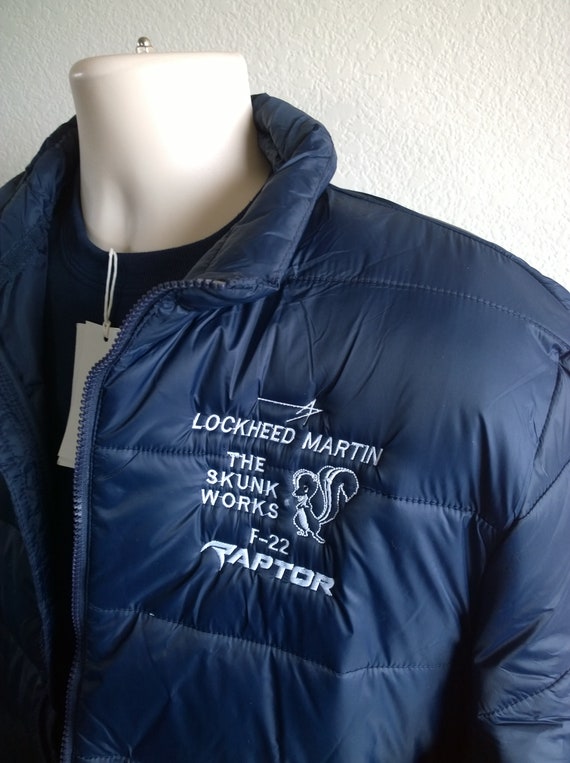 LOCKHEED MARTIN
THE
SKUNK
WORKS
F-22
RAPTOR